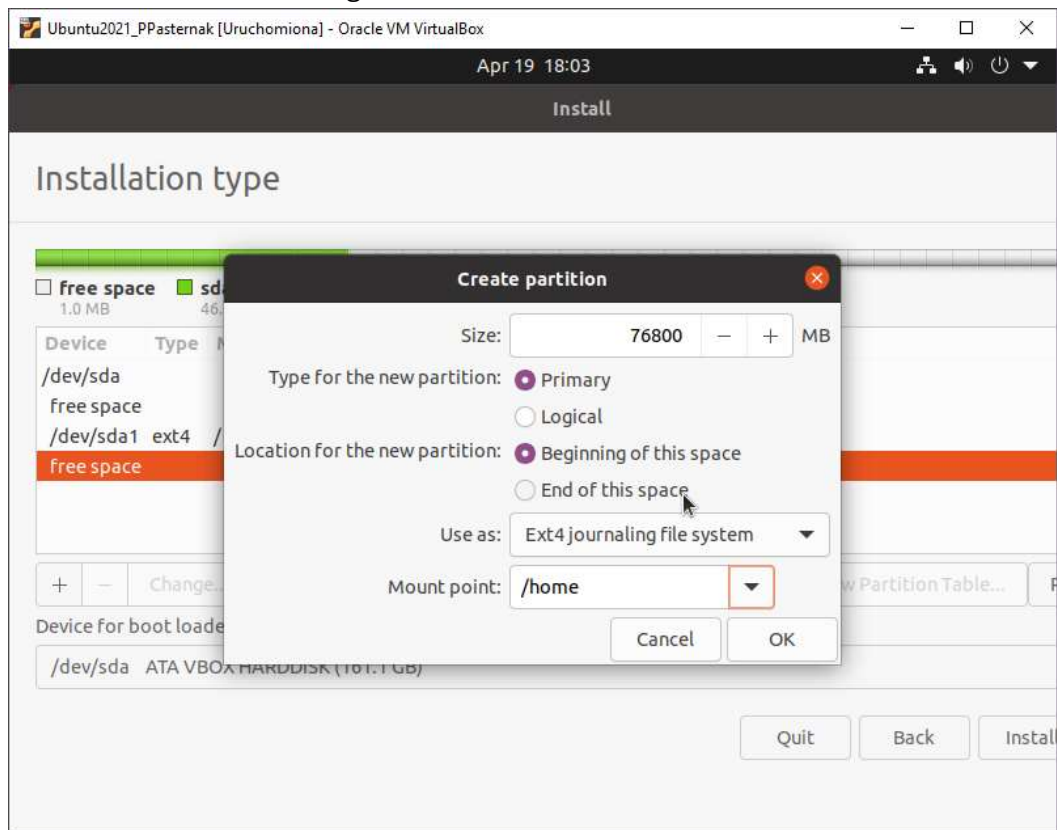 Ubuntu2021_PPasternak [Uruchomiona] - Oracle VM VirtualBox
Apr 19 18:03
Install
Installation type
free space sd
1.0 MB 46.
Create partition
Size: 76800 − + MB
Type for the new partition: Primary
Logical
Location for the new partition: Beginning of this space
End of this space
Use as: Ext4 journaling file system
Mount point: /home
Cancel OK
Device Type
/dev/sda
free space
/dev/sda1 ext4 /
free space
+ − Change.. w Partition Table...
Device for boot loade
/dev/sda ATA VBOX HARDDISK (161.1 GB)
Quit Back Install